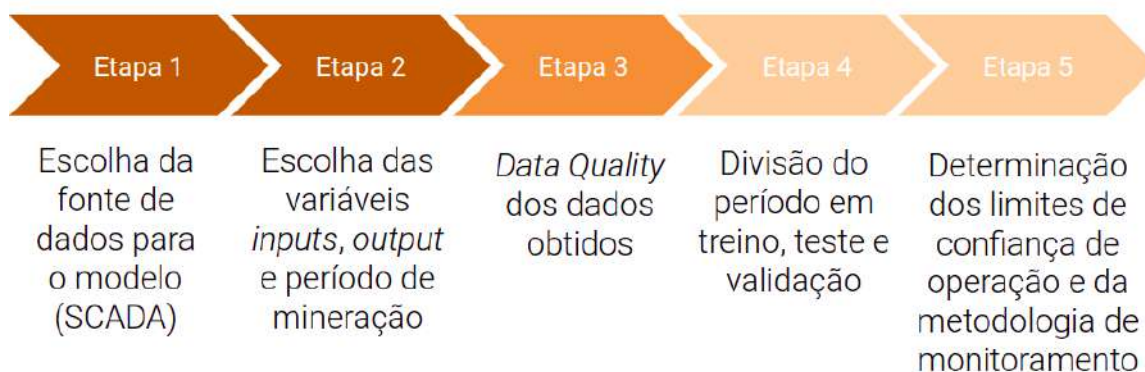 Etapa 1
Etapa 2
Etapa 3
Etapa 4
Etapa 5
Escolha da
fonte de
dados para
o modelo
(SCADA)
Escolha das
variáveis
inputs, output
e período de
mineração
Data Quality
dos dados
obtidos
Divisão do
período em
treino, teste e
validação
Determinação
dos limites de
confiança de
operação e da
metodologia de
monitoramento